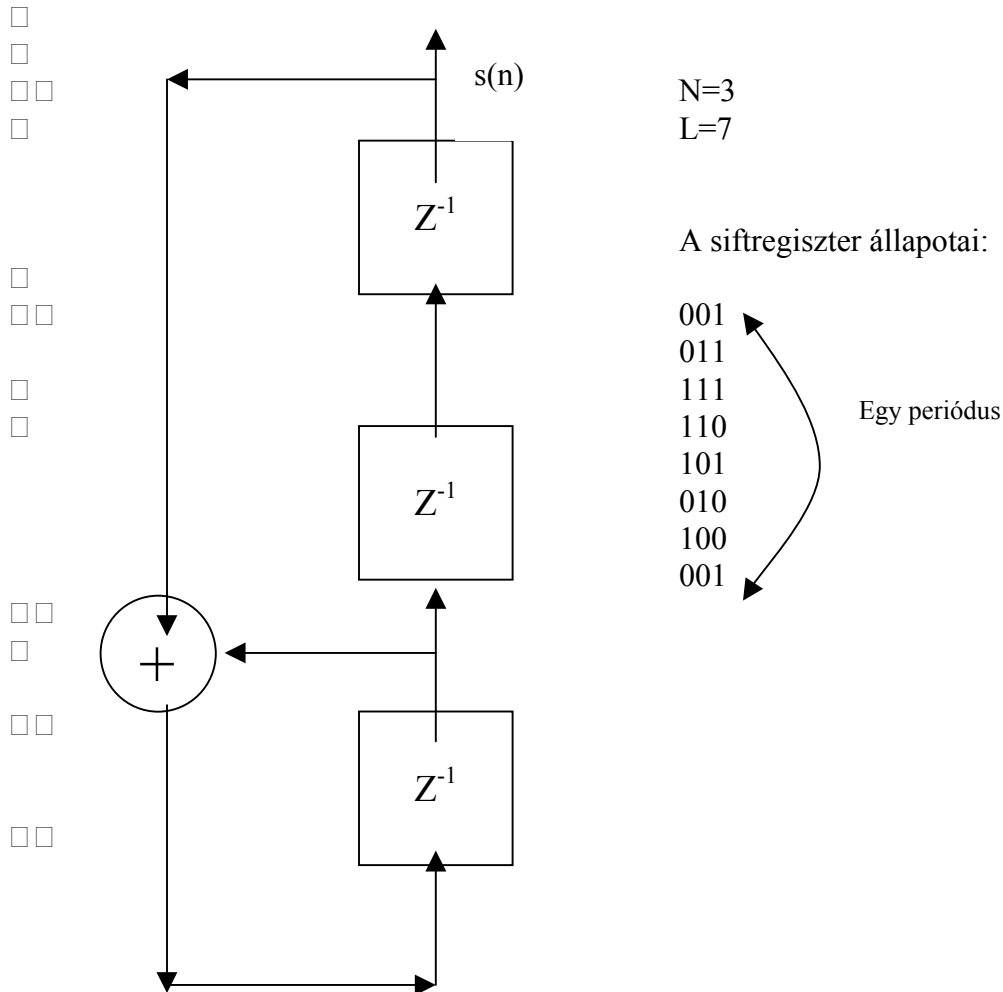 s(n)
N=3
L=7
Z⁻¹
A siftregiszter állapotai:
001
011
111
110
101
010
100
001
Egy periódus
Z⁻¹
+
Z⁻¹